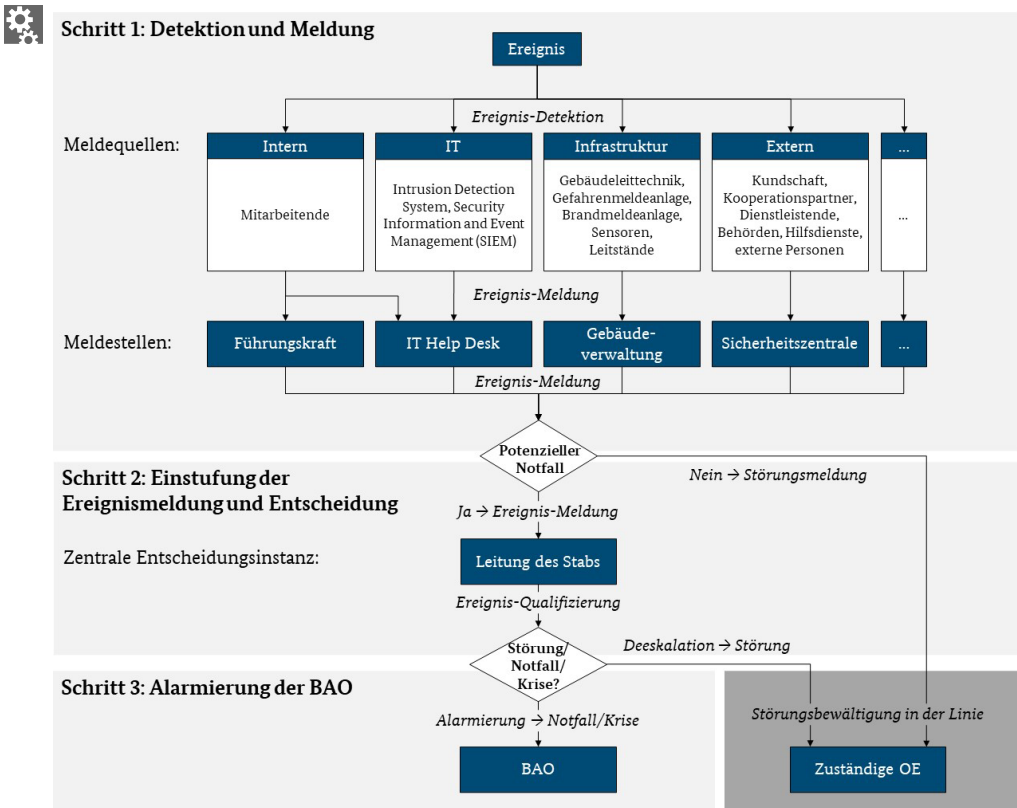 Schritt 1: Detektion und Meldung
Ereignis
Ereignis-Detektion
Meldequellen:
Intern
IT
Infrastruktur
Extern
...
Mitarbeitende
Intrusion Detection
System, Security
Information and Event
Management (SIEM)
Gebäudeleittechnik,
Gefahrenmeldeanlage,
Brandmeldeanlage,
Sensoren,
Leitstände
Kundschaft,
Kooperationspartner,
Dienstleistende,
Behörden, Hilfsdienste,
externe Personen
...
Ereignis-Meldung
Meldestellen:
Führungskraft
IT Help Desk
Gebäude-
verwaltung
Sicherheitszentrale
...
Ereignis-Meldung
Potenzieller
Notfall
Nein → Störungsmeldung
Schritt 2: Einstufung der
Ereignismeldung und Entscheidung
Ja → Ereignis-Meldung
Zentrale Entscheidungsinstanz:
Leitung des Stabs
Ereignis-Qualifizierung
Störung/
Notfall/
Krise?
Deeskalation → Störung
Schritt 3: Alarmierung der BAO
Alarmierung → Notfall/Krise
Störungsbewältigung in der Linie
BAO
Zuständige OE